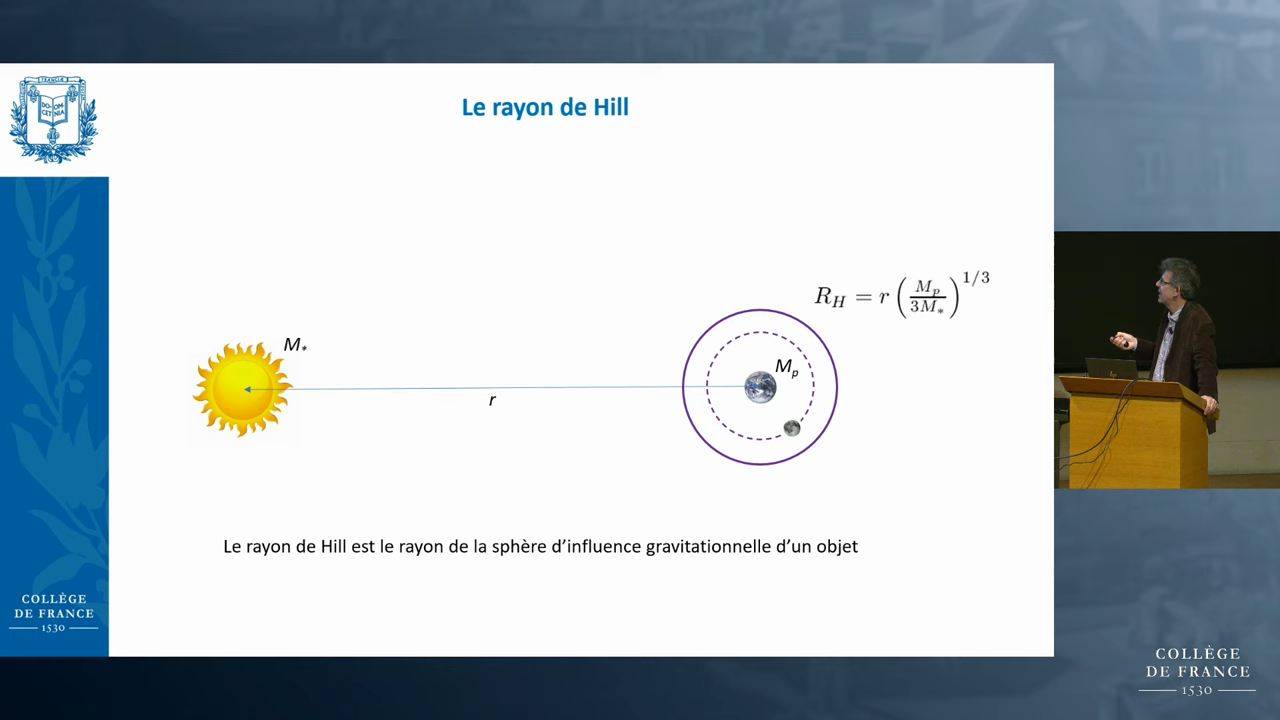 Le rayon de Hill
R_H = r (M_p / 3M_*)^{1/3}
M_*
M_p
r
Le rayon de Hill est le rayon de la sphère d’influence gravitationnelle d’un objet
COLLÈGE
DE FRANCE
1530
COLLÈGE
DE FRANCE
1530